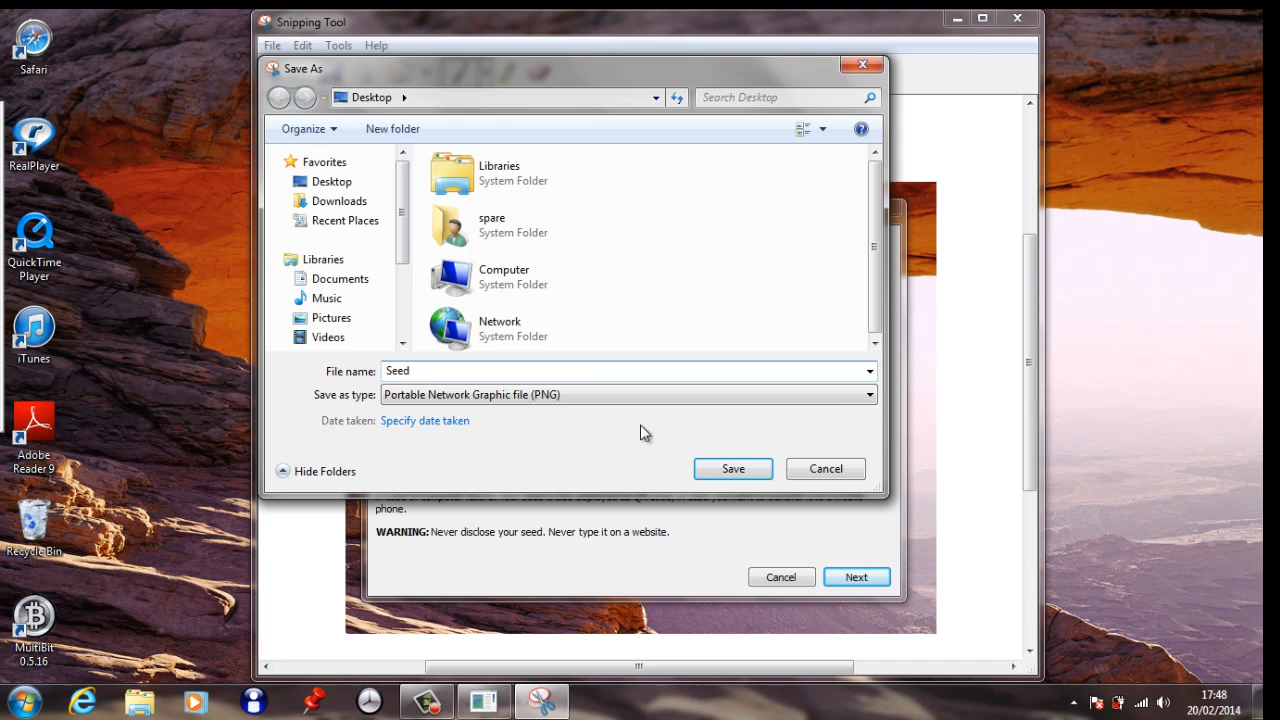 Snipping Tool
File Edit Tools Help
Save As
Desktop
Search Desktop
Organize
New folder
Favorites
Desktop
Downloads
Recent Places
Libraries
Documents
Music
Pictures
Videos
Libraries
System Folder
spare
System Folder
Computer
System Folder
Network
System Folder
File name: Seed
Save as type: Portable Network Graphic file (PNG)
Date taken: Specify date taken
Hide Folders
Save
Cancel
phone.
WARNING: Never disclose your seed. Never type it on a website.
Cancel
Next
Safari
RealPlayer
QuickTime
Player
iTunes
Adobe
Reader 9
Recycle Bin
MultiBit
0.5.16
17:48
20/02/2014